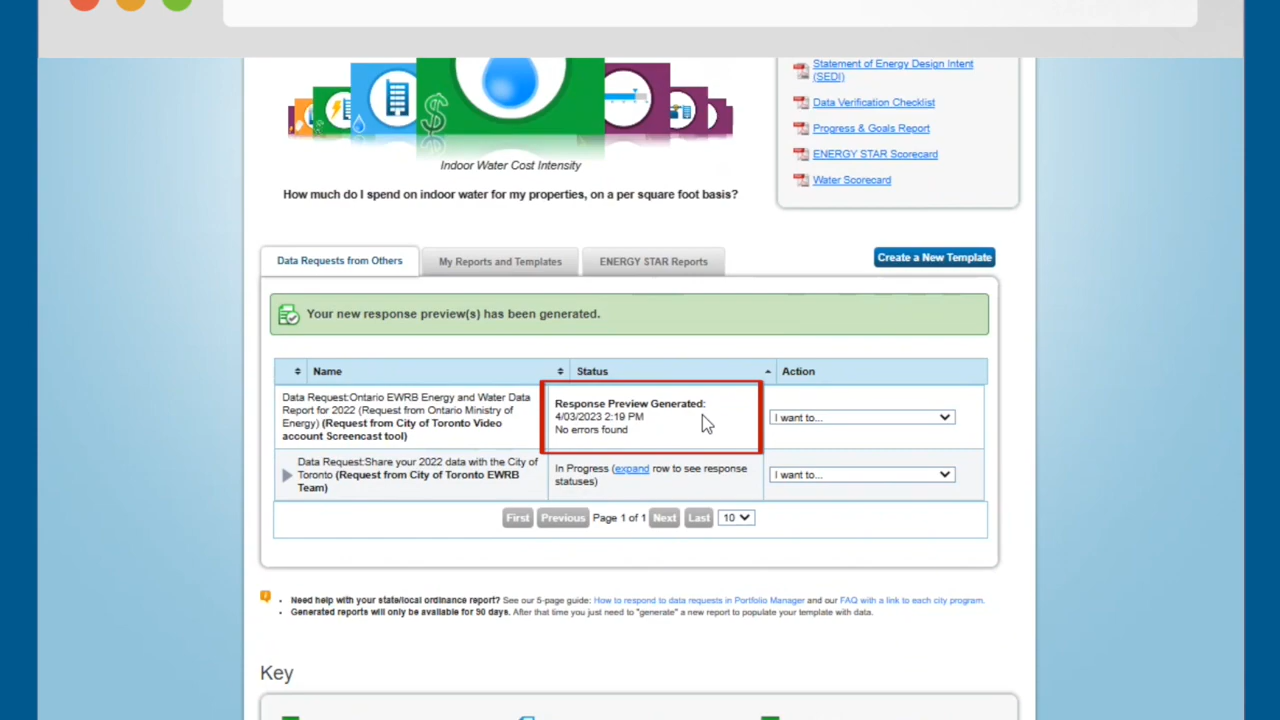 Statement of Energy Design Intent
(SEDI)
Data Verification Checklist
Progress & Goals Report
ENERGY STAR Scorecard
Water Scorecard
Indoor Water Cost Intensity
How much do I spend on indoor water for my properties, on a per square foot basis?
Data Requests from Others
My Reports and Templates
ENERGY STAR Reports
Create a New Template
Your new response preview(s) has been generated.
Name
Status
Action
Data Request:Ontario EWRB Energy and Water Data
Report for 2022 (Request from Ontario Ministry of
Energy) (Request from City of Toronto Video
account Screencast tool)
Response Preview Generated:
4/03/2023 2:19 PM
No errors found
I want to...
Data Request:Share your 2022 data with the City of
Toronto (Request from City of Toronto EWRB
Team)
In Progress (expand row to see response
statuses)
I want to...
First Previous Page 1 of 1 Next Last 10
Need help with your state/local ordinance report? See our 5-page guide: How to respond to data requests in Portfolio Manager and our FAQ with a link to each city program.
Generated reports will only be available for 90 days. After that time you just need to "generate" a new report to populate your template with data.
Key